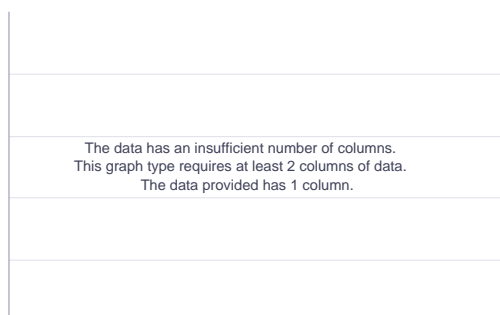 The data has an insufficient number of columns.
This graph type requires at least 2 columns of data.
The data provided has 1 column.